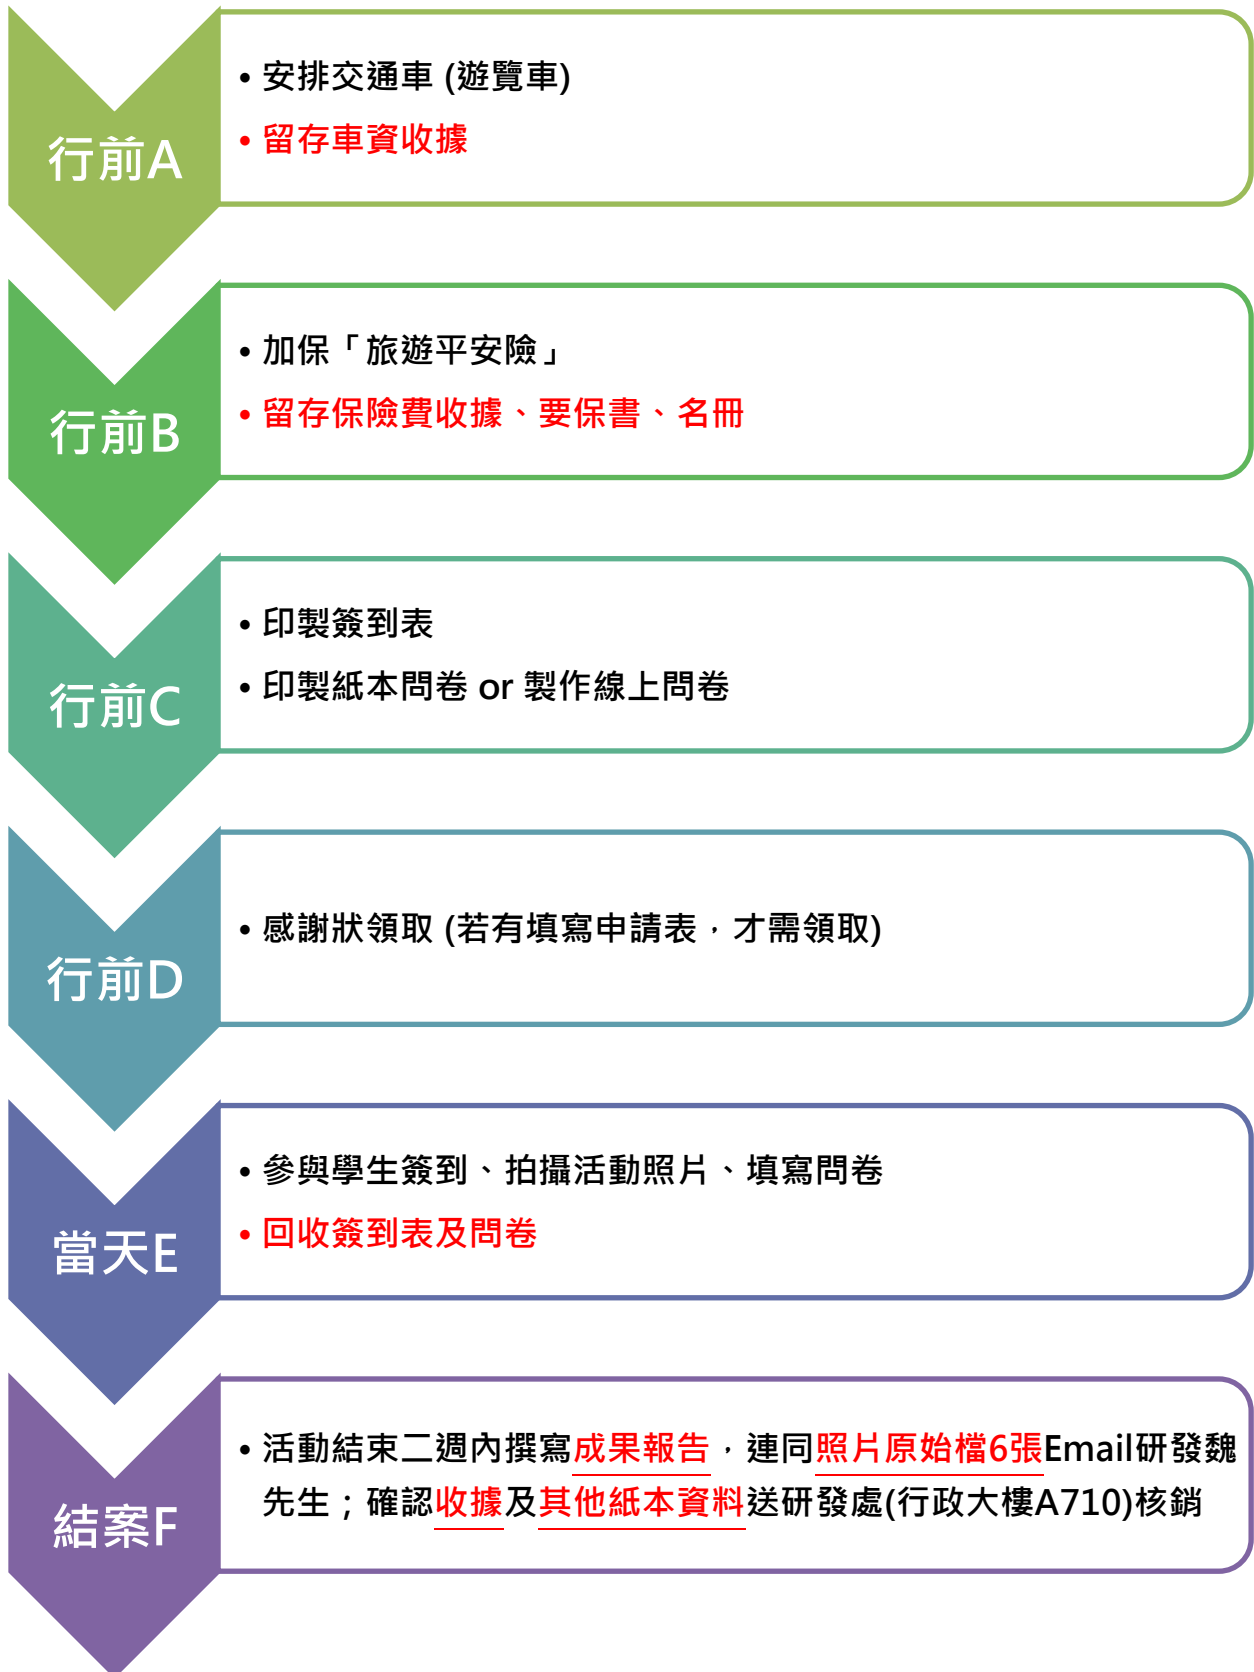 行前A
• 安排交通車 (遊覽車)
• 留存車資收據
行前B
• 加保「旅遊平安險」
• 留存保險費收據、要保書、名冊
行前C
• 印製簽到表
• 印製紙本問卷 or 製作線上問卷
行前D
• 感謝狀領取 (若有填寫申請表，才需領取)
當天E
• 參與學生簽到、拍攝活動照片、填寫問卷
• 回收簽到表及問卷
結案F
• 活動結束二週內撰寫成果報告，連同照片原始檔6張Email研發魏
先生；確認收據及其他紙本資料送研發處(行政大樓A710)核銷